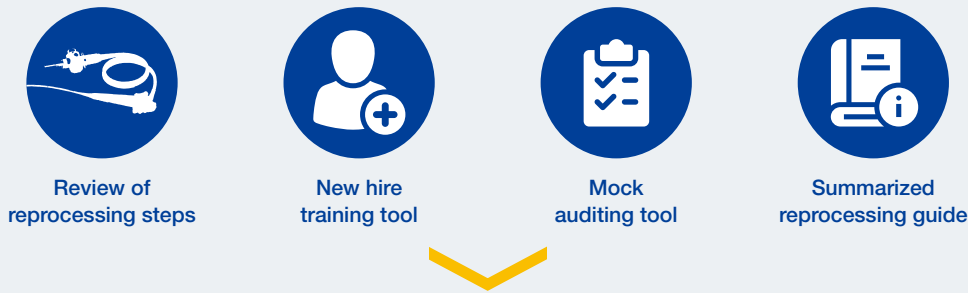 Review of
reprocessing steps
New hire
training tool
Mock
auditing tool
Summarized
reprocessing guide